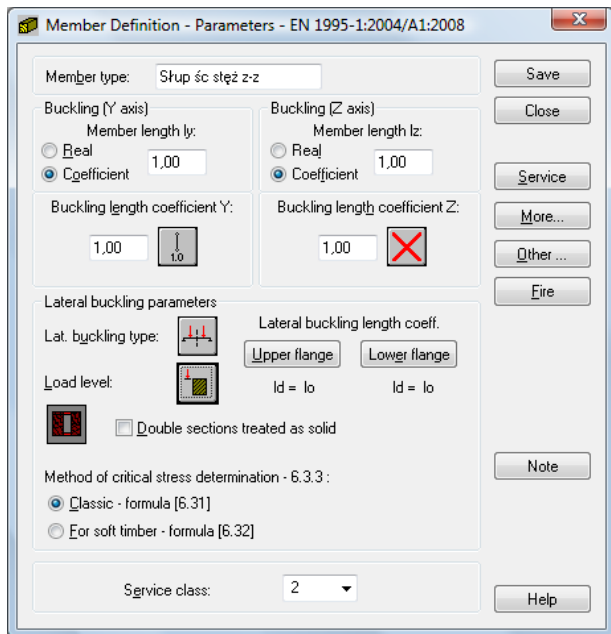 Member Definition - Parameters - EN 1995-1:2004/A1:2008
Member type: Słup śc stęż z-z
Save
Close
Buckling (Y axis)
Member length ly:
Real
Coefficient
1,00
Buckling (Z axis)
Member length lz:
Real
Coefficient
1,00
Service
More...
Other ...
Fire
Buckling length coefficient Y:
1,00
1.0
Buckling length coefficient Z:
1,00
Lateral buckling parameters
Lat. buckling type:
Lateral buckling length coeff.
Upper flange
Lower flange
Load level:
ld = lo
ld = lo
Double sections treated as solid
Method of critical stress determination - 6.3.3 :
Classic - formula [6.31]
For soft timber - formula [6.32]
Note
Service class: 2
Help